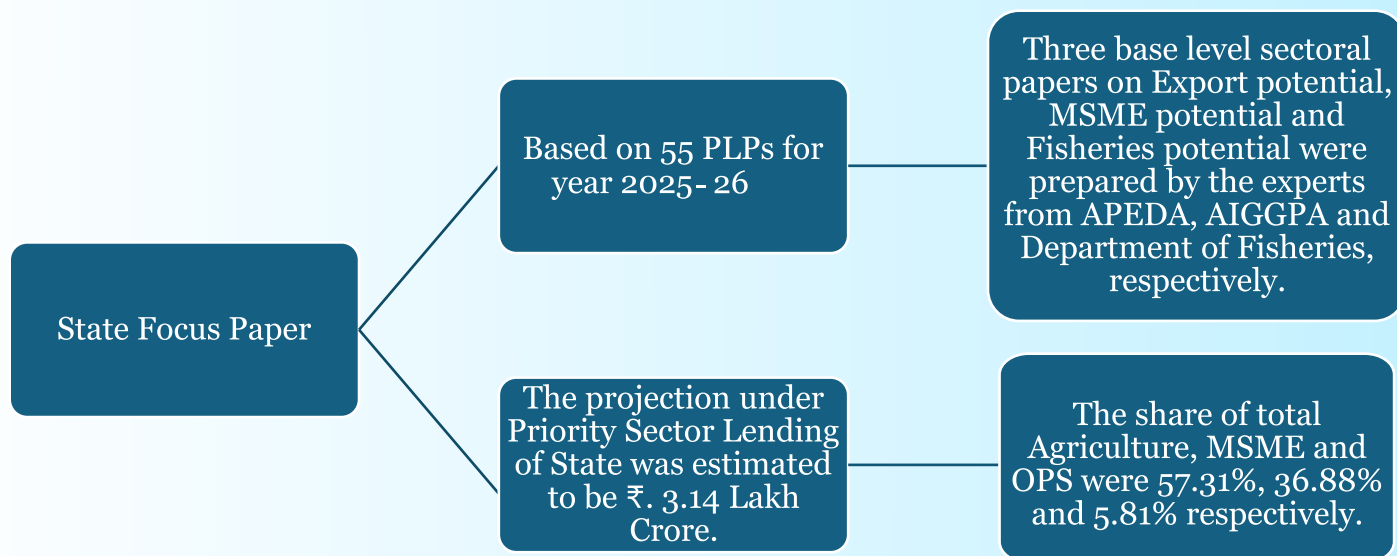 State Focus Paper
Based on 55 PLPs for
year 2025- 26
Three base level sectoral
papers on Export potential,
MSME potential and
Fisheries potential were
prepared by the experts
from APEDA, AIGGPA and
Department of Fisheries,
respectively.
The projection under
Priority Sector Lending
of State was estimated
to be ₹. 3.14 Lakh
Crore.
The share of total
Agriculture, MSME and
OPS were 57.31%, 36.88%
and 5.81% respectively.